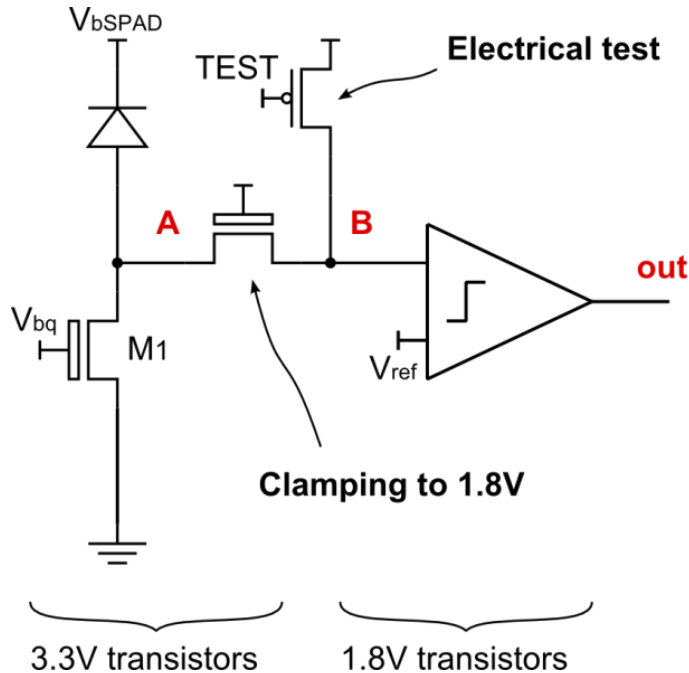 VbSPAD
TEST
Electrical test
A
B
out
Vbq
M1
Vref
Clamping to 1.8V
3.3V transistors
1.8V transistors